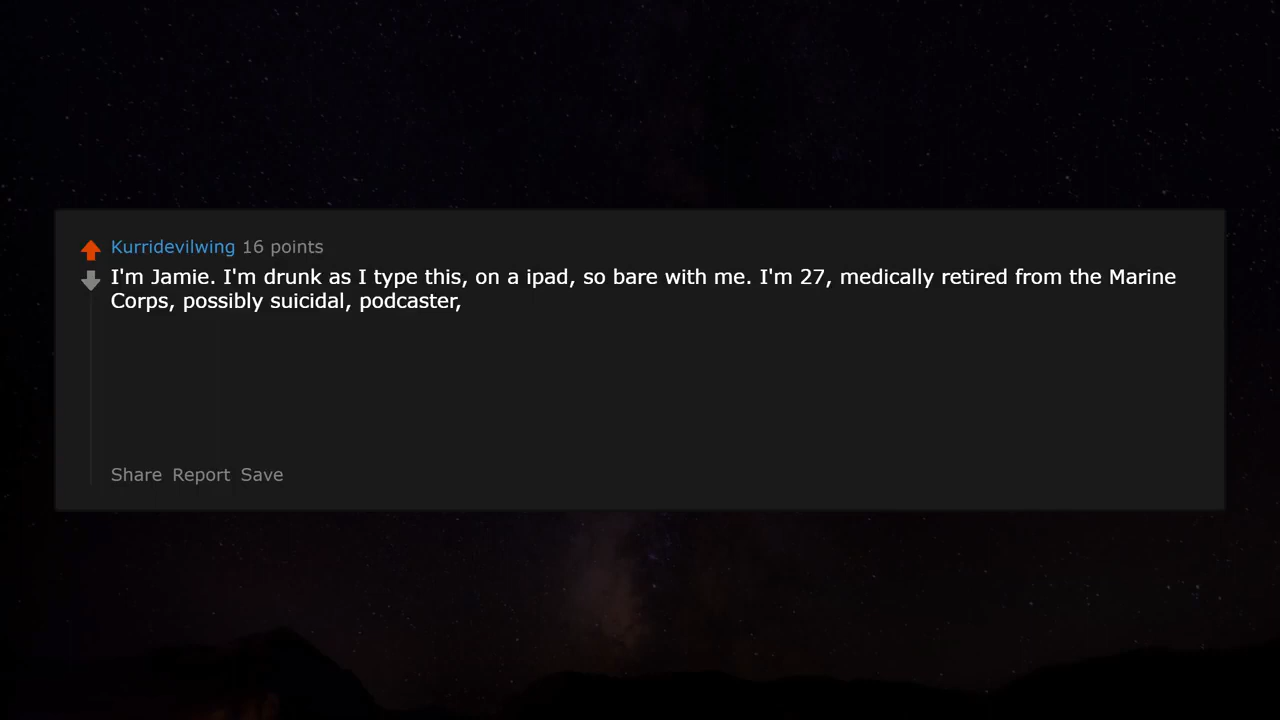 Kurridevilwing 16 points
I'm Jamie. I'm drunk as I type this, on a ipad, so bare with me. I'm 27, medically retired from the Marine
Corps, possibly suicidal, podcaster,
Share Report Save